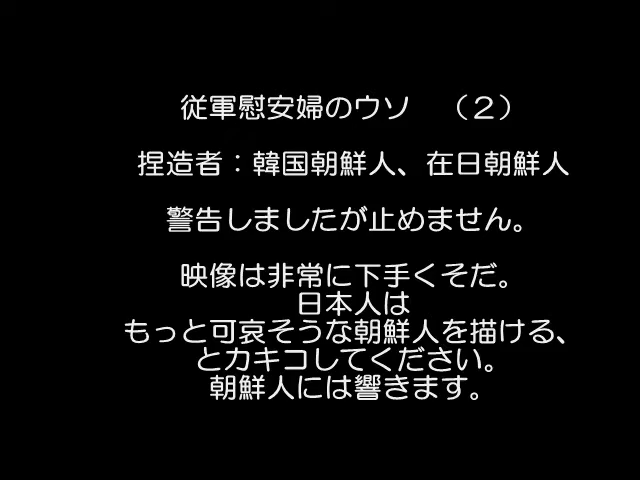 従軍慰安婦のウソ　（２）
捏造者：韓国朝鮮人、在日朝鮮人
警告しましたが止めません。
映像は非常に下手くそだ。
日本人は
もっと可哀そうな朝鮮人を描ける、
とカキコしてください。
朝鮮人には響きます。